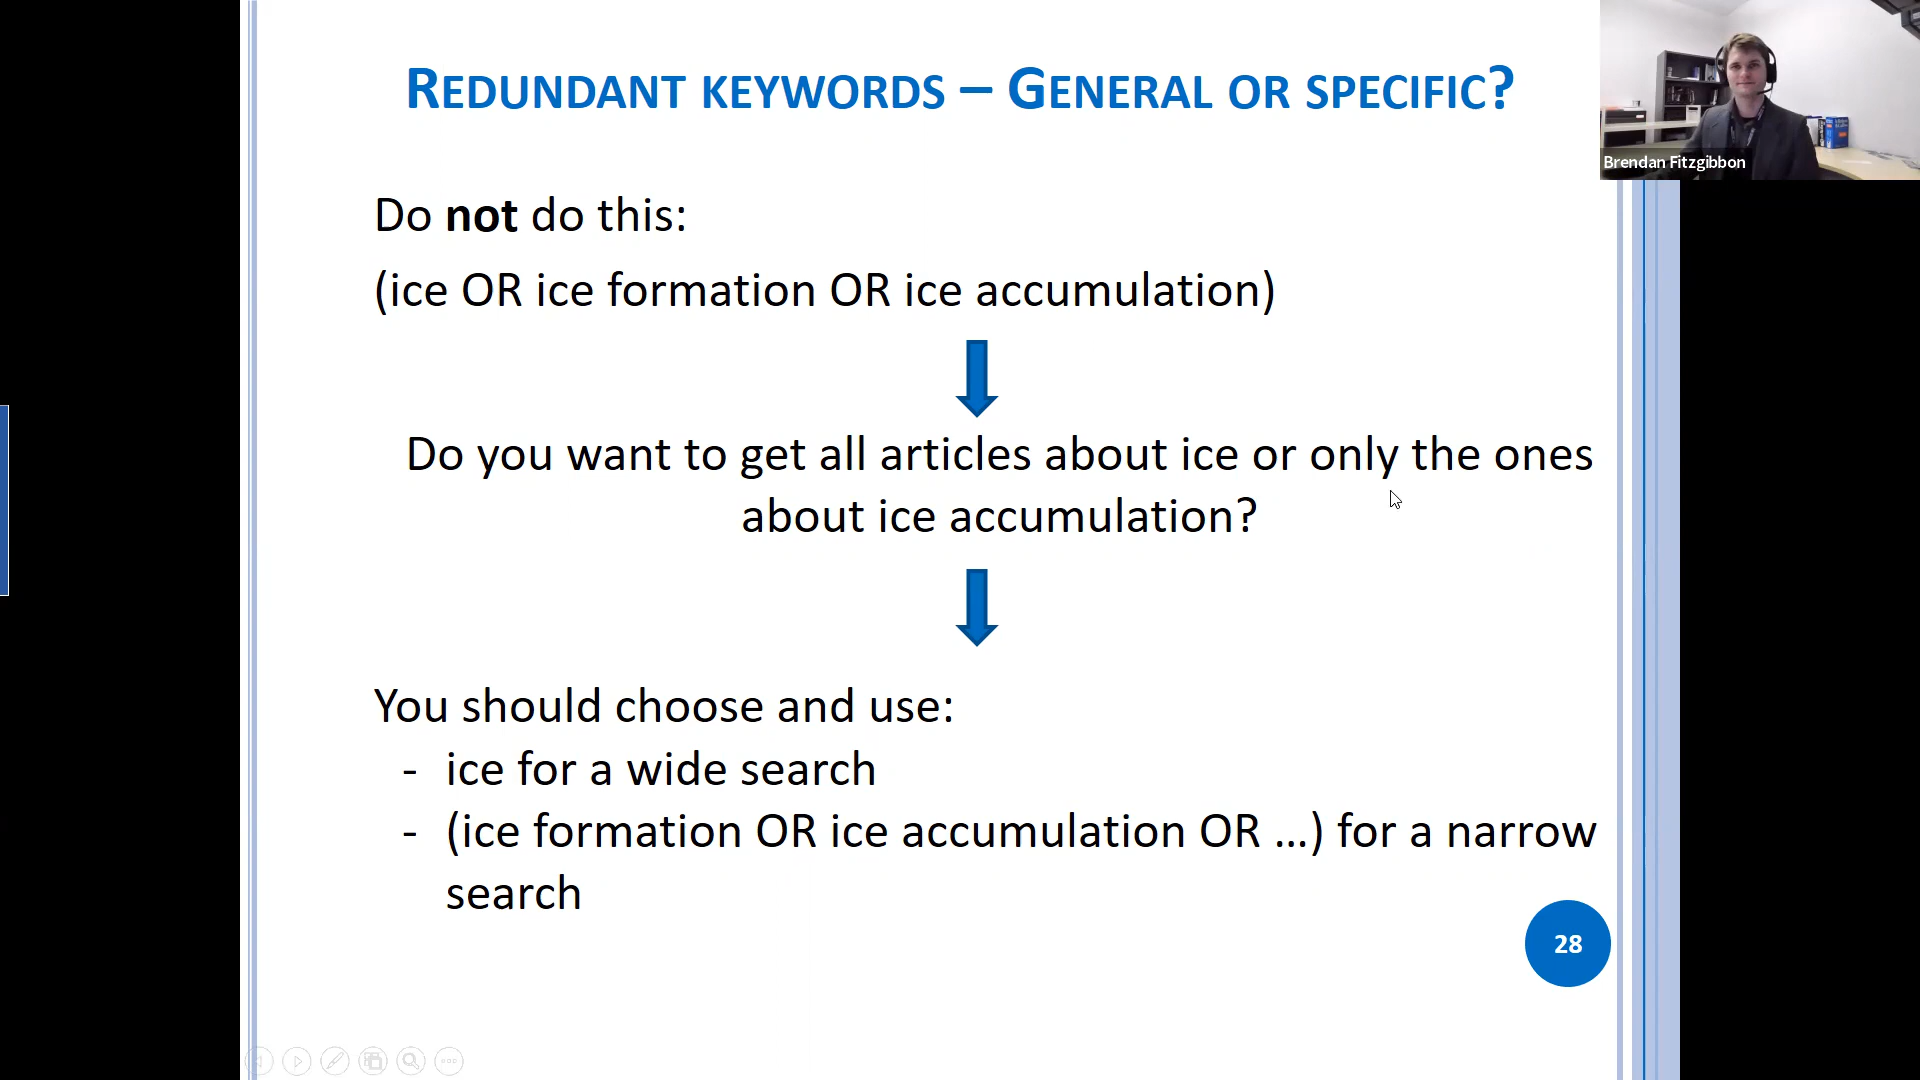 REDUNDANT KEYWORDS – GENERAL OR SPECIFIC?
Brendan Fitzgibbon
Do not do this:
(ice OR ice formation OR ice accumulation)
Do you want to get all articles about ice or only the ones
about ice accumulation?
You should choose and use:
- ice for a wide search
- (ice formation OR ice accumulation OR …) for a narrow
search
28